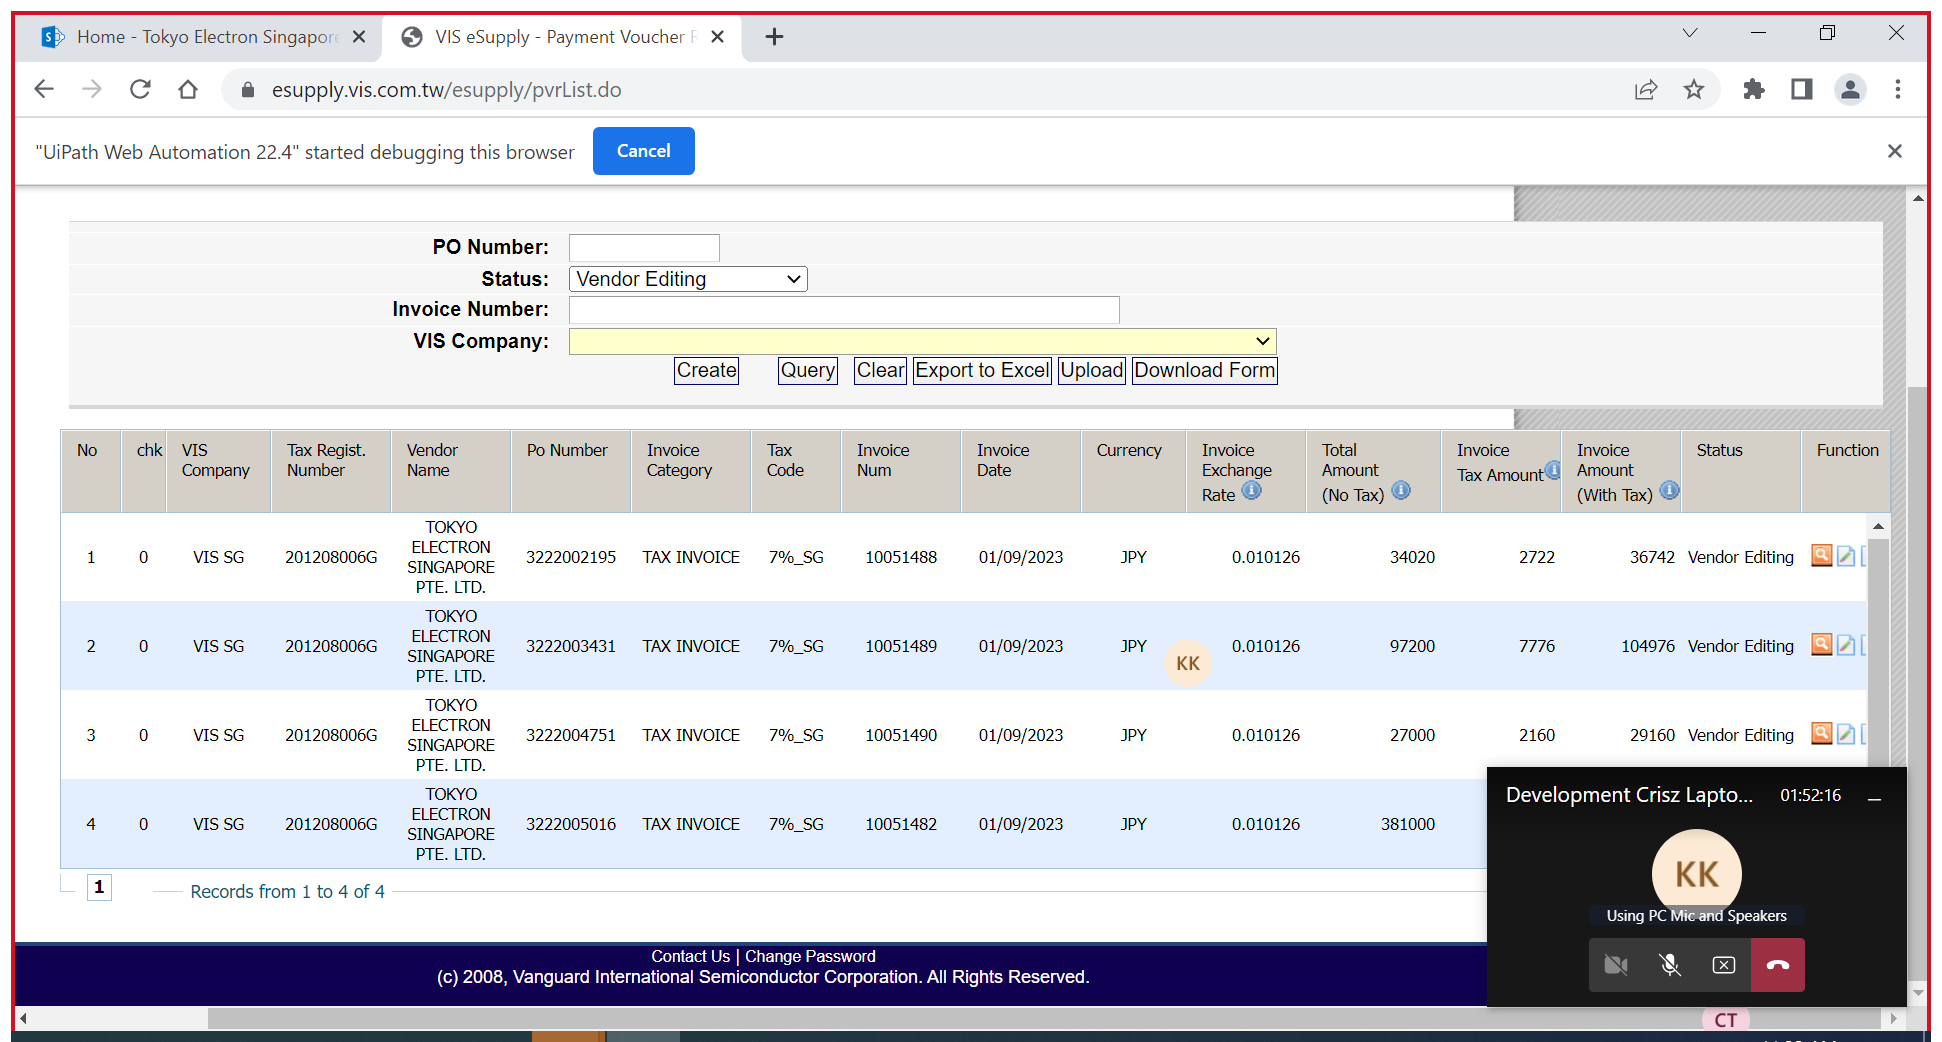 Home - Tokyo Electron Singapore
VIS eSupply - Payment Voucher R
esupply.vis.com.tw/esupply/pvrList.do
"UiPath Web Automation 22.4" started debugging this browser
Cancel
PO Number:
Status: Vendor Editing
Invoice Number:
VIS Company:
Create Query Clear Export to Excel Upload Download Form
No chk VIS Company Tax Regist. Number Vendor Name Po Number Invoice Category Tax Code Invoice Num Invoice Date Currency Invoice Exchange Rate Total Amount (No Tax) Invoice Tax Amount Invoice Amount (With Tax) Status Function
1 0 VIS SG 201208006G TOKYO ELECTRON SINGAPORE PTE. LTD. 3222002195 TAX INVOICE 7%_SG 10051488 01/09/2023 JPY 0.010126 34020 2722 36742 Vendor Editing
2 0 VIS SG 201208006G TOKYO ELECTRON SINGAPORE PTE. LTD. 3222003431 TAX INVOICE 7%_SG 10051489 01/09/2023 JPY 0.010126 97200 7776 104976 Vendor Editing
KK
3 0 VIS SG 201208006G TOKYO ELECTRON SINGAPORE PTE. LTD. 3222004751 TAX INVOICE 7%_SG 10051490 01/09/2023 JPY 0.010126 27000 2160 29160 Vendor Editing
4 0 VIS SG 201208006G TOKYO ELECTRON SINGAPORE PTE. LTD. 3222005016 TAX INVOICE 7%_SG 10051482 01/09/2023 JPY 0.010126 381000
1 Records from 1 to 4 of 4
Contact Us | Change Password
(c) 2008, Vanguard International Semiconductor Corporation. All Rights Reserved.
Development Crisz Lapto... 01:52:16
KK
Using PC Mic and Speakers
CT